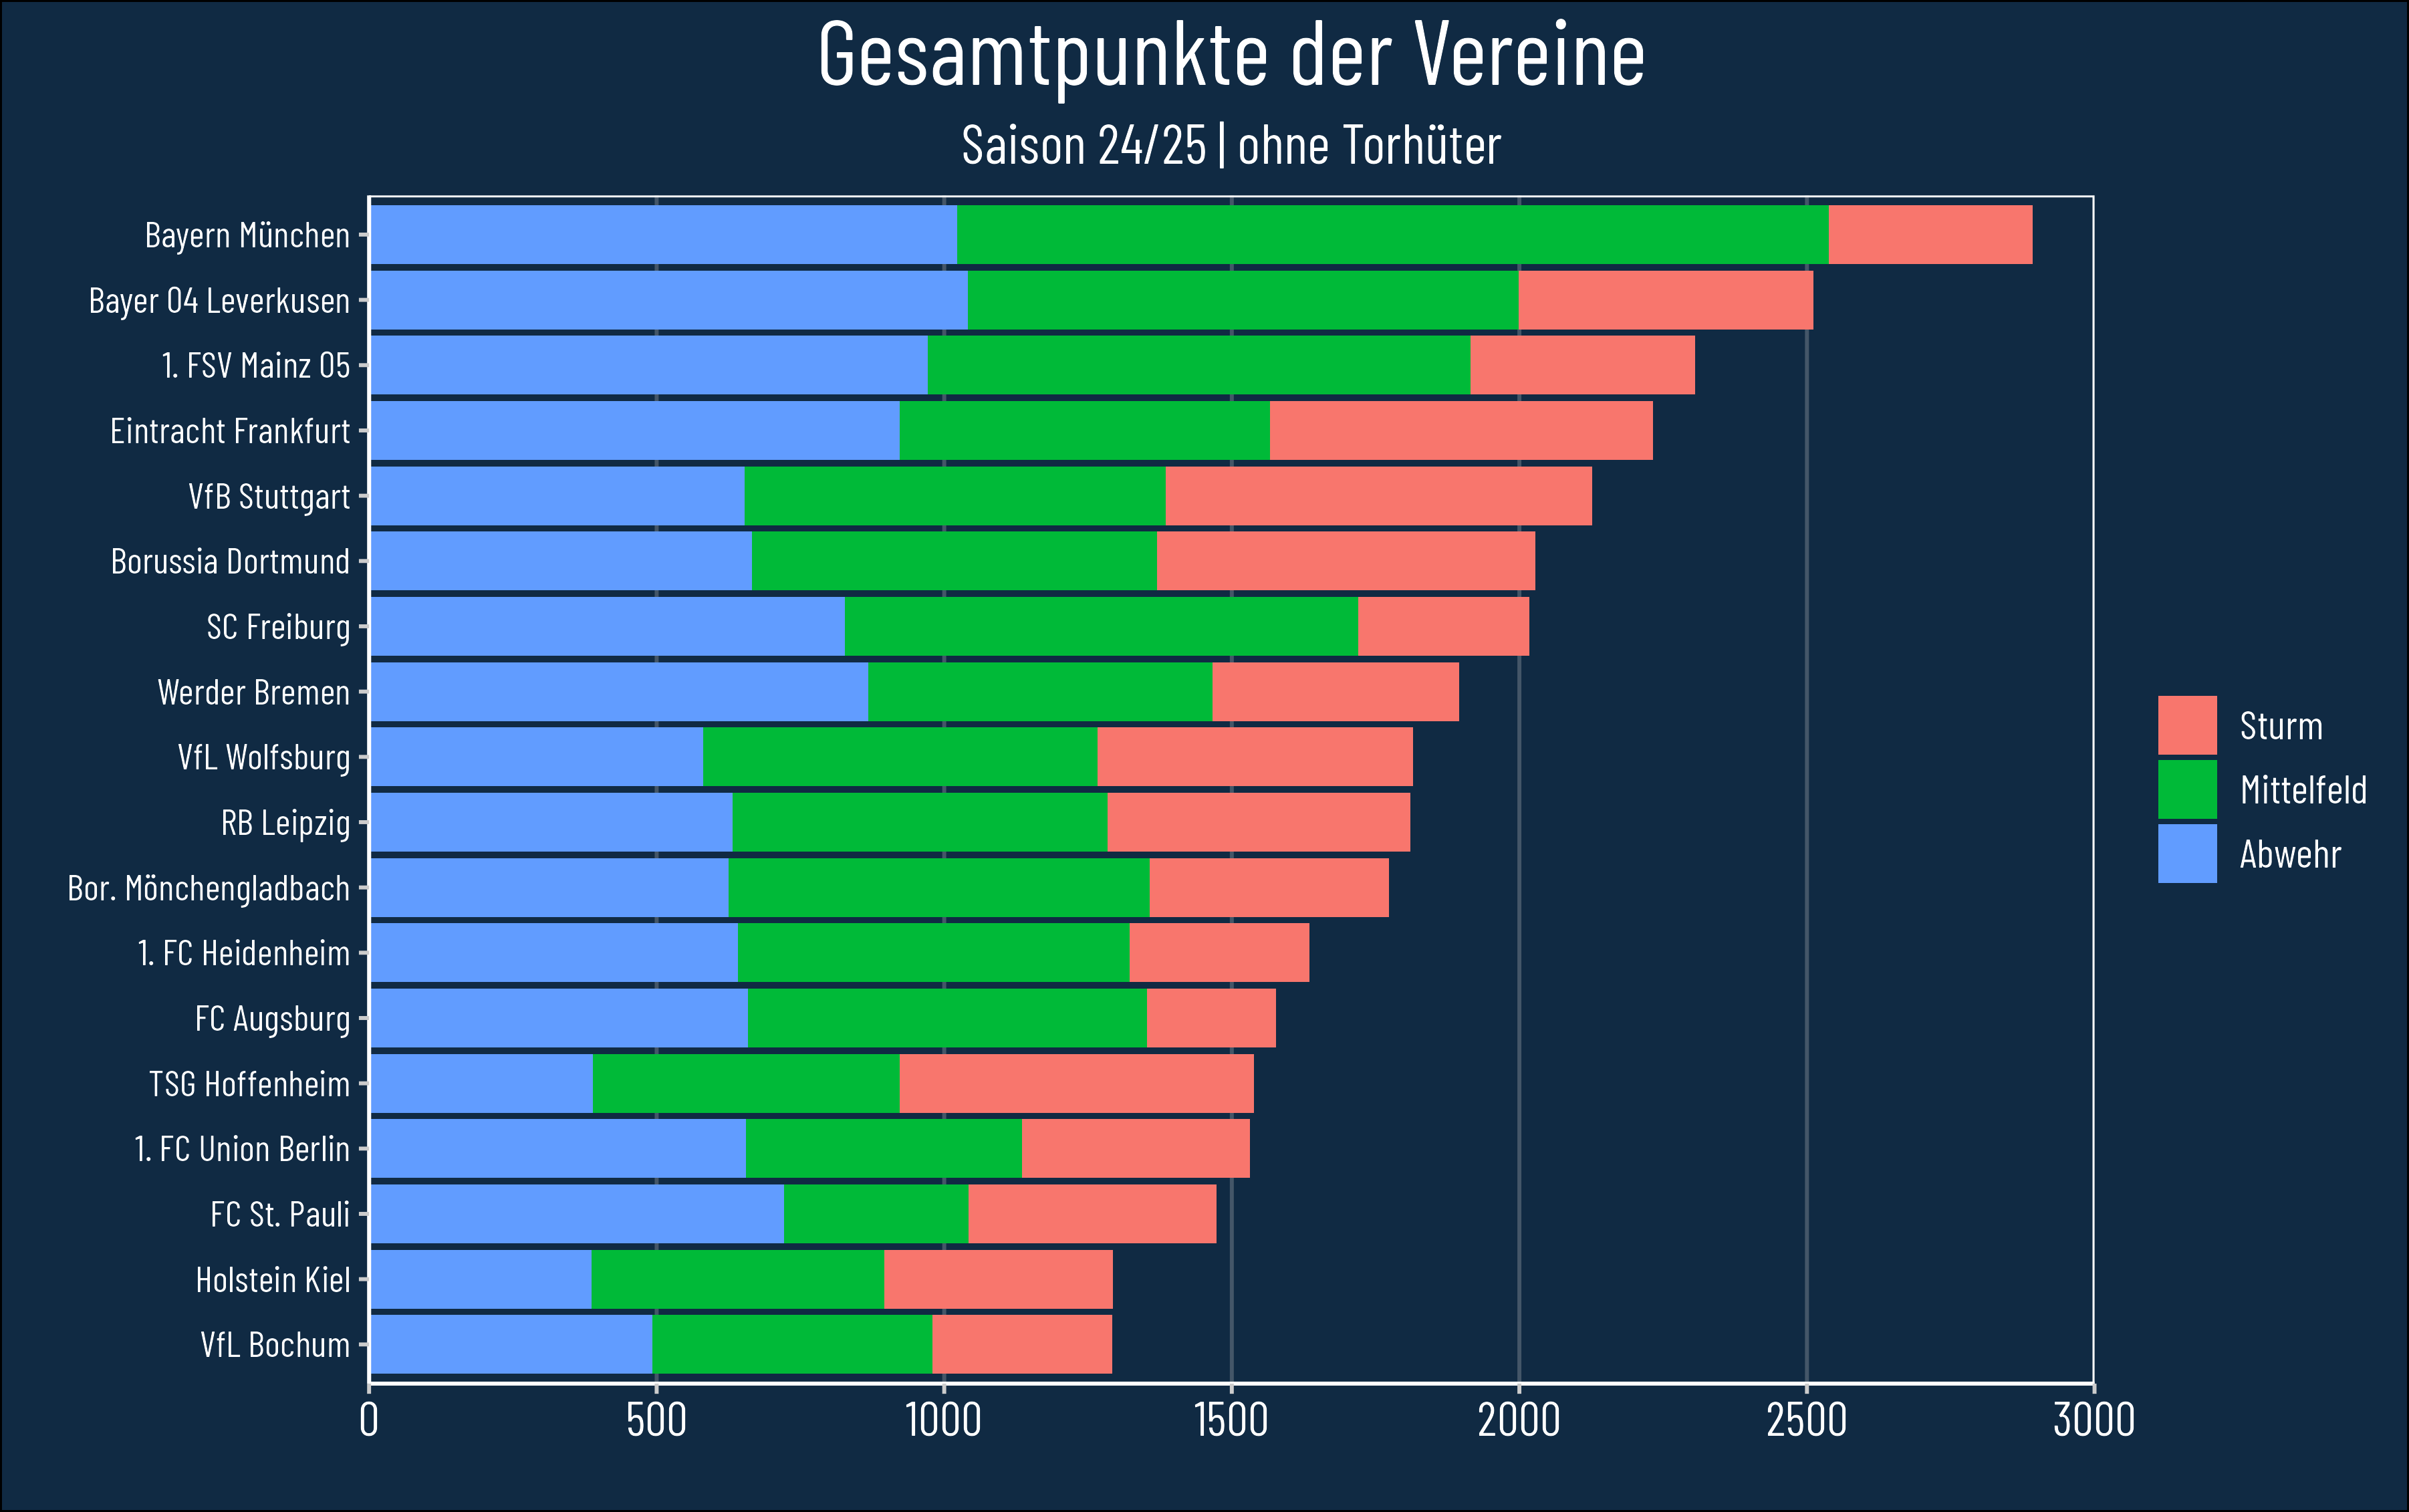 Gesamtpunkte der Vereine
Saison 24/25 | ohne Torhüter
Bayern München
Bayer 04 Leverkusen
1. FSV Mainz 05
Eintracht Frankfurt
VfB Stuttgart
Borussia Dortmund
SC Freiburg
Werder Bremen
VfL Wolfsburg
RB Leipzig
Bor. Mönchengladbach
1. FC Heidenheim
FC Augsburg
TSG Hoffenheim
1. FC Union Berlin
FC St. Pauli
Holstein Kiel
VfL Bochum
0 500 1000 1500 2000 2500 3000
Sturm
Mittelfeld
Abwehr